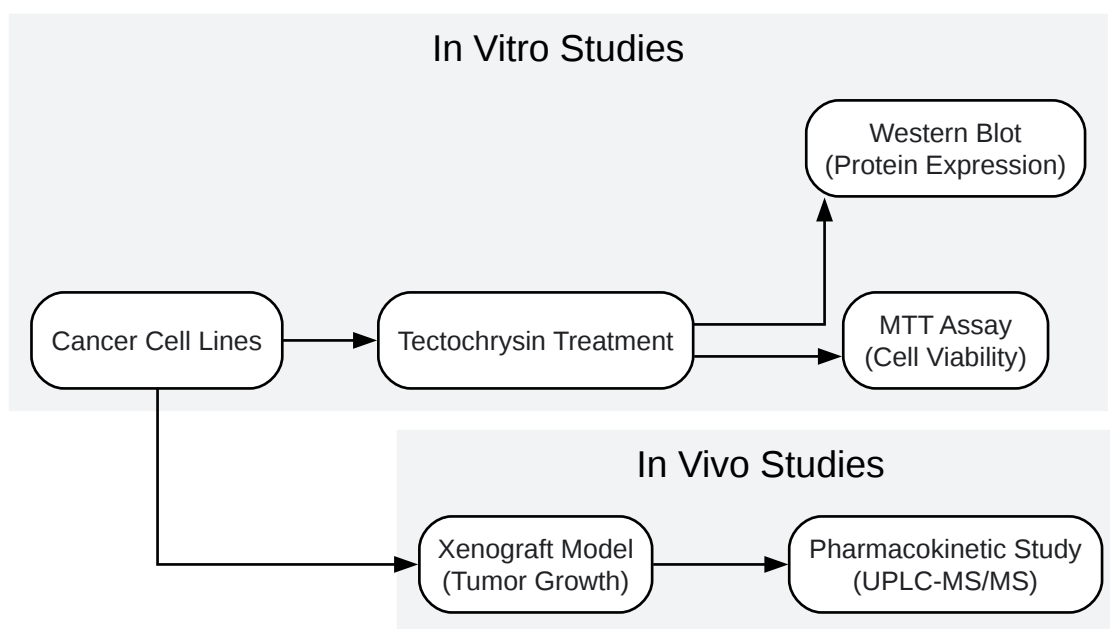 In Vitro Studies
Western Blot
(Protein Expression)
Cancer Cell Lines
Tectochrysin Treatment
MTT Assay
(Cell Viability)
In Vivo Studies
Xenograft Model
(Tumor Growth)
Pharmacokinetic Study
(UPLC-MS/MS)